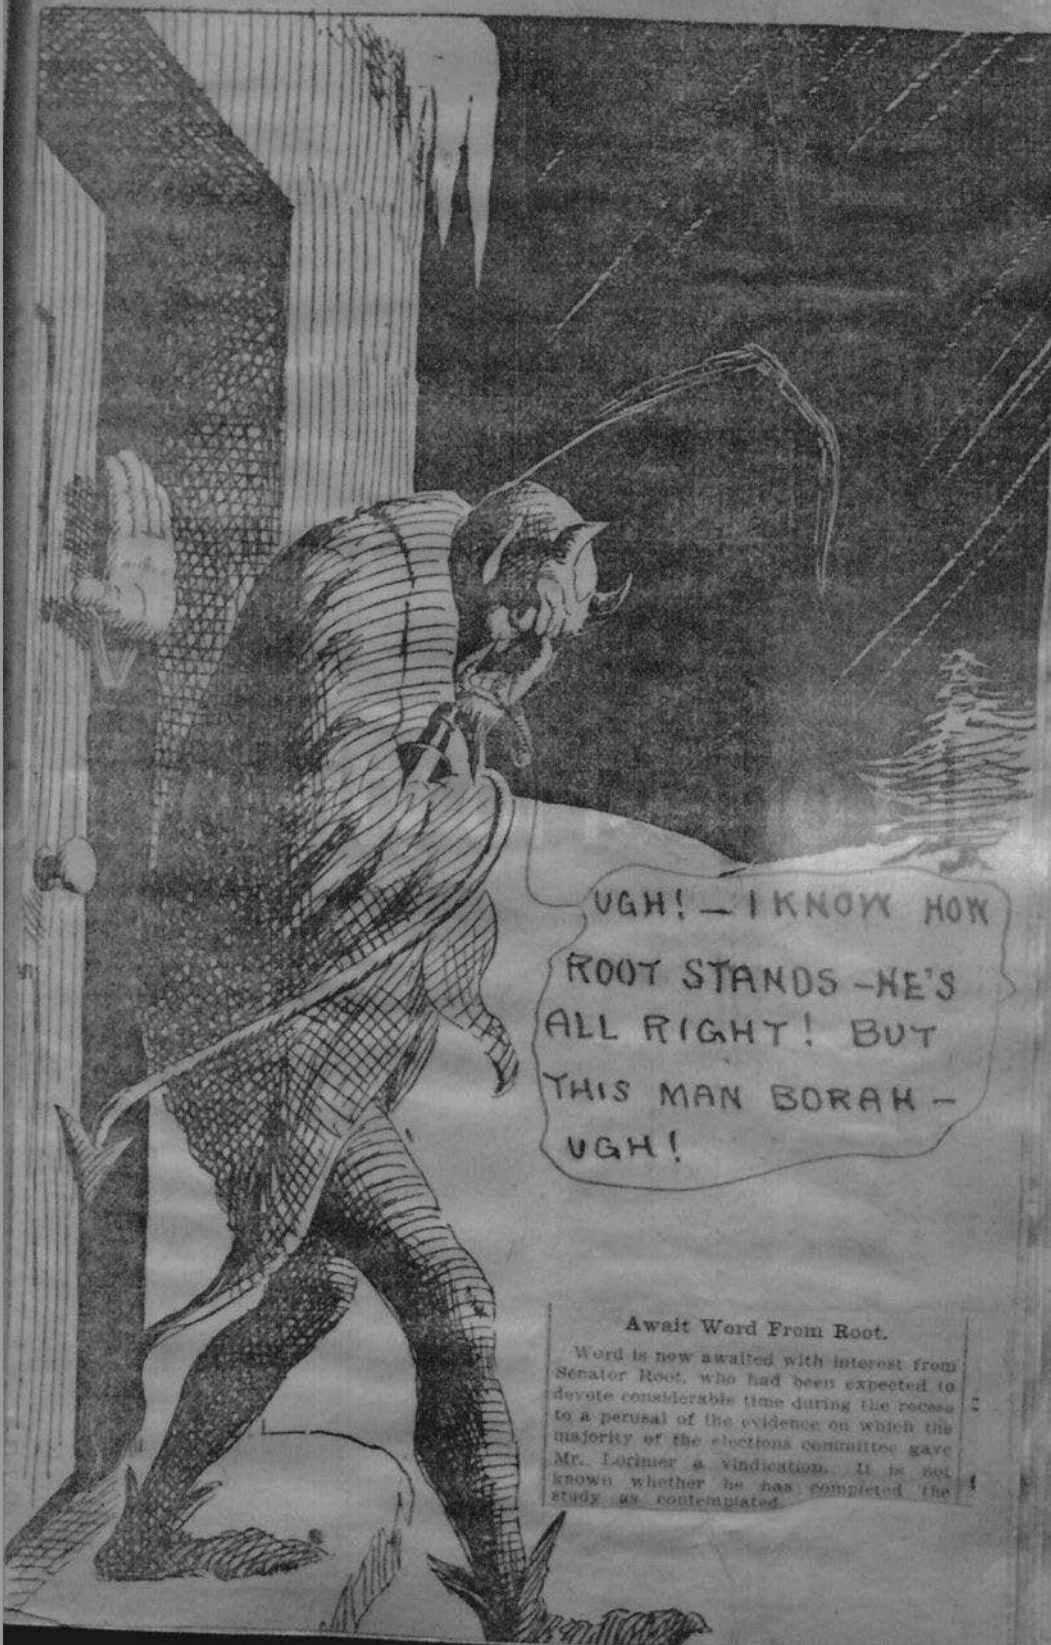 UGH! — I KNOW HOW
ROOT STANDS — HE'S
ALL RIGHT! BUT
THIS MAN BORAH —
UGH!
Await Word From Root.
Word is now awaited with interest from
Senator Root, who had been expected to
devote considerable time during the recess
to a perusal of the evidence on which the
majority of the elections committee gave
Mr. Lorimer a vindication. It is not
known whether he has completed the
study as contemplated.